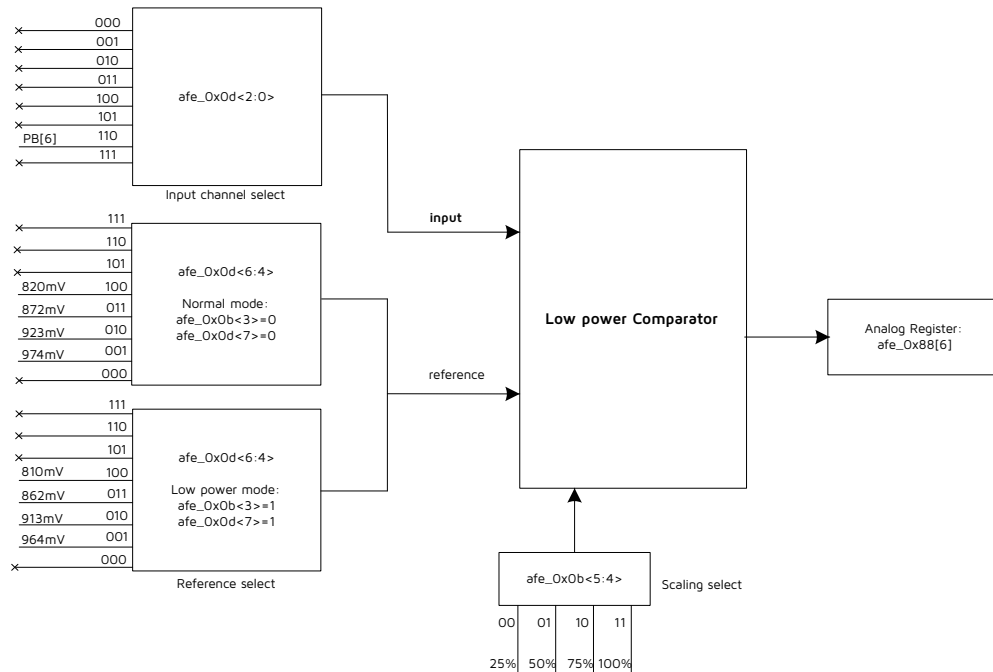 000
001
010
011
100
101
PB[6] 110
111
afe_0x0d<2:0>
Input channel select
111
110
101
820mV 100
872mV 011
923mV 010
974mV 001
000
afe_0x0d<6:4>
Normal mode:
afe_0x0b<3>=0
afe_0x0d<7>=0
111
110
101
810mV 100
862mV 011
913mV 010
964mV 001
000
afe_0x0d<6:4>
Low power mode:
afe_0x0b<3>=1
afe_0x0d<7>=1
Reference select
input
reference
Low power Comparator
Analog Register:
afe_0x88[6]
afe_0x0b<5:4>
Scaling select
00 01 10 11
25% 50% 75% 100%